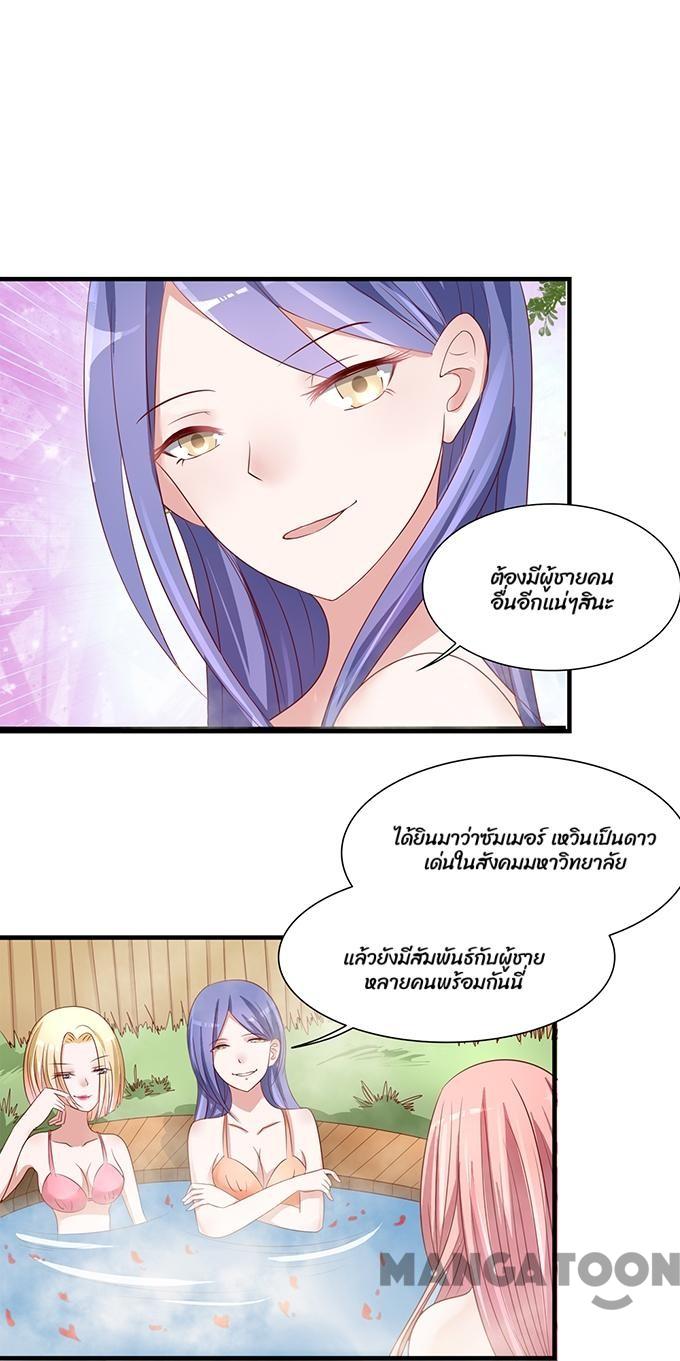 ต้องมีผู้ชายคน
อื่นอีกแน่ๆสินะ
ได้ยินมาว่าซัมเมอร์ เหวินเป็นดาว
เด่นในสังคมมหาวิทยาลัย
แล้วยังมีสัมพันธ์กับผู้ชาย
หลายคนพร้อมกันนี่
MANGATOON